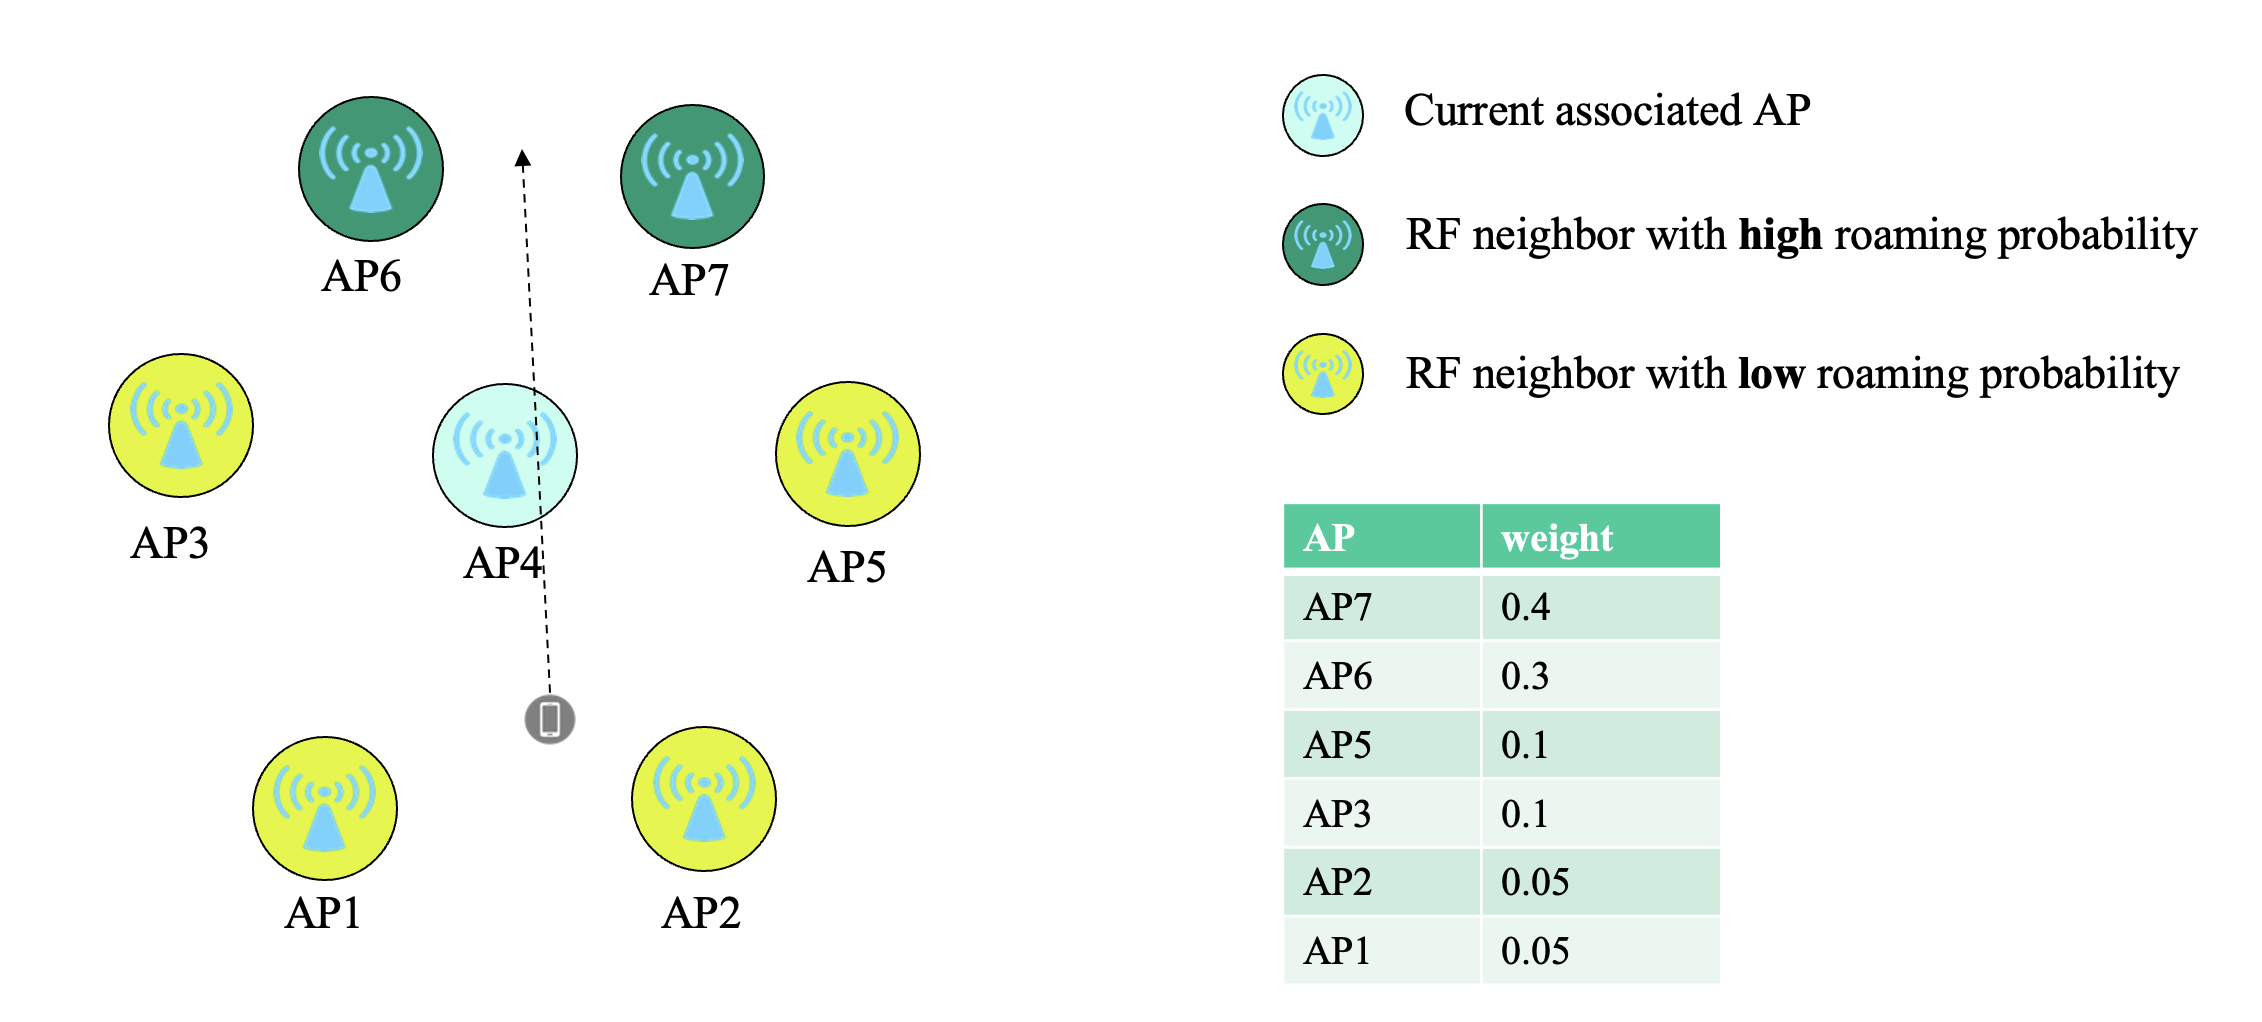 AP6
AP7
AP3
AP4
AP5
AP1
AP2
Current associated AP
RF neighbor with high roaming probability
RF neighbor with low roaming probability
AP weight
AP7 0.4
AP6 0.3
AP5 0.1
AP3 0.1
AP2 0.05
AP1 0.05